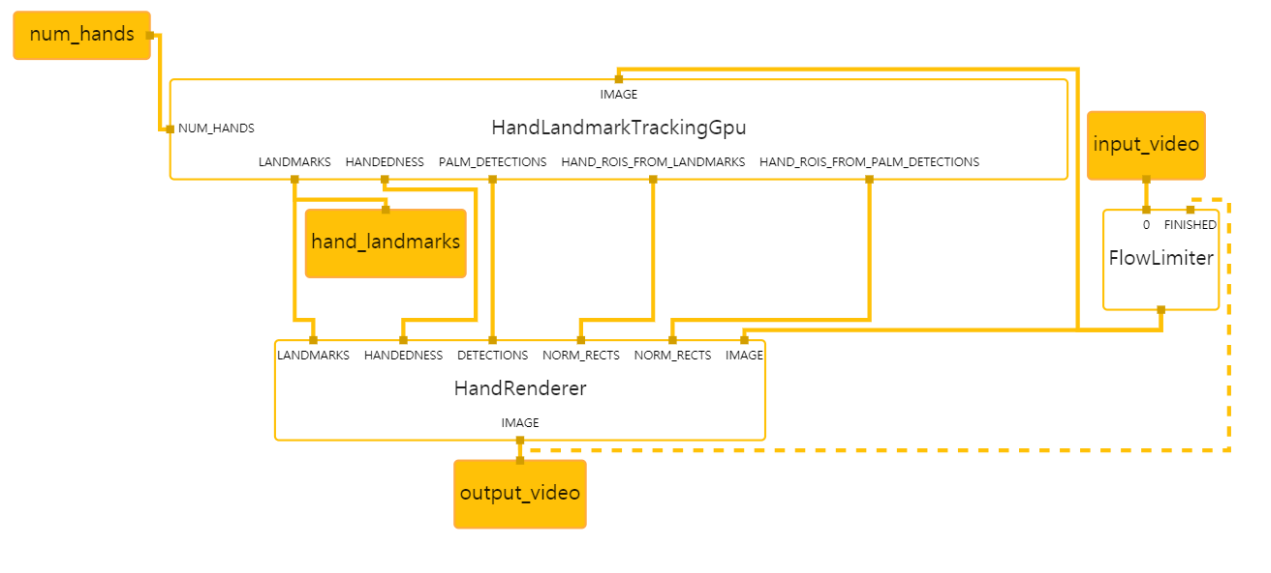 num_hands
IMAGE
HandLandmarkTrackingGpu
NUM_HANDS
input_video
LANDMARKS HANDEDNESS PALM_DETECTIONS HAND_ROIS_FROM_LANDMARKS HAND_ROIS_FROM_PALM_DETECTIONS
0 FINISHED
hand_landmarks
FlowLimiter
LANDMARKS HANDEDNESS DETECTIONS NORM_RECTS NORM_RECTS IMAGE
HandRenderer
IMAGE
output_video